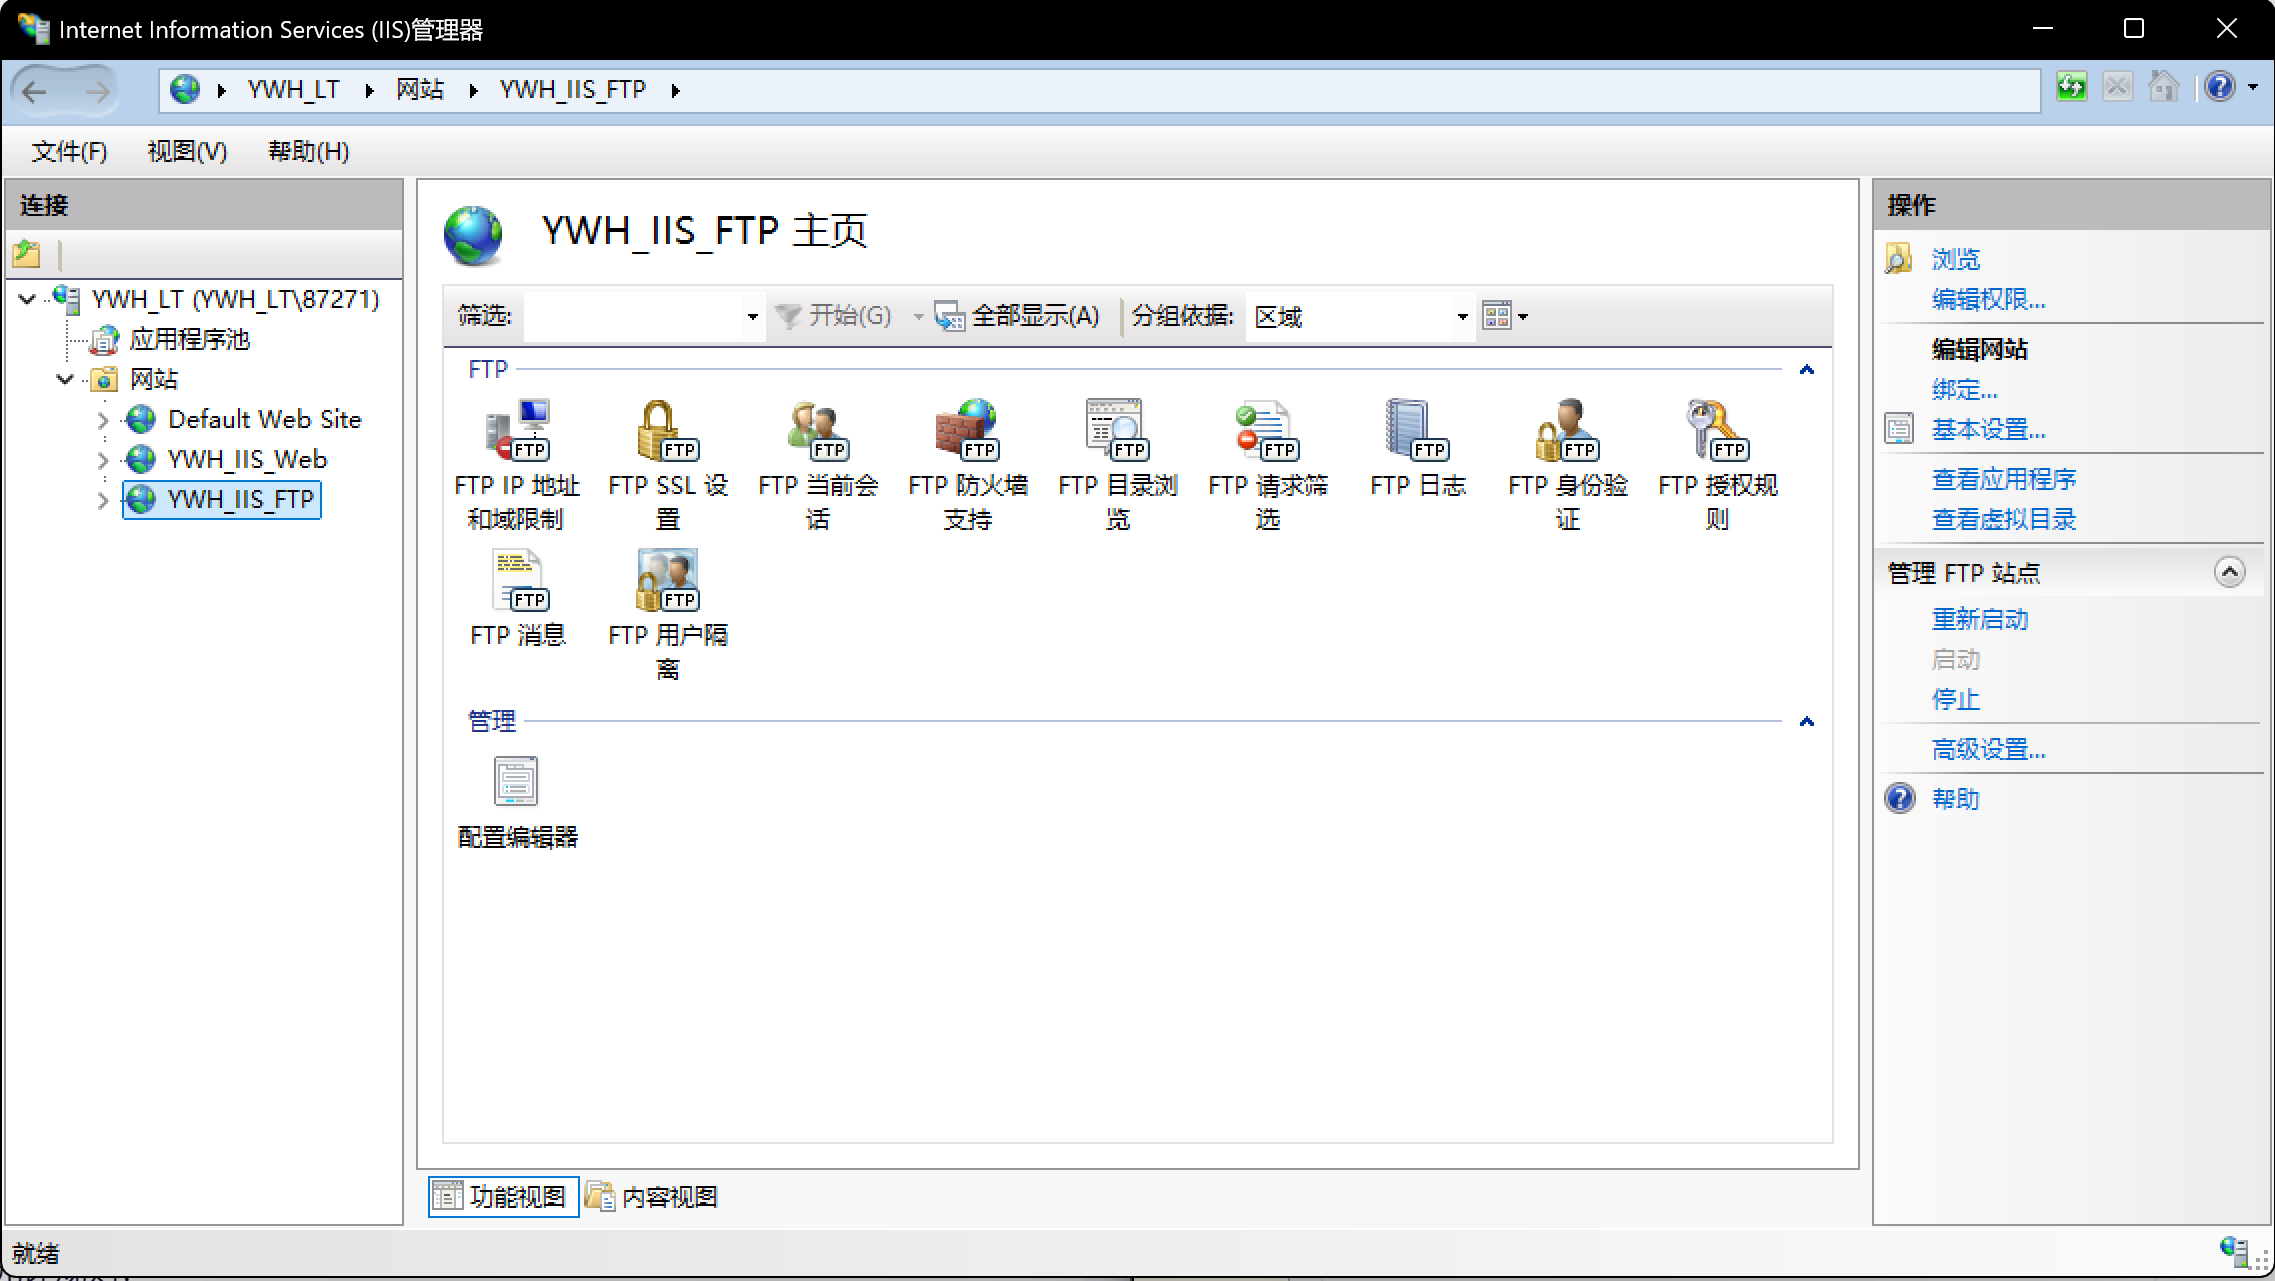 Internet Information Services (IIS)管理器
YWH_LT
网站
YWH_IIS_FTP
文件(F)
视图(V)
帮助(H)
连接
YWH_LT (YWH_LT\87271)
应用程序池
网站
Default Web Site
YWH_IIS_Web
YWH_IIS_FTP
YWH_IIS_FTP 主页
筛选:
开始(G)
全部显示(A)
分组依据:
区域
FTP
FTP IP 地址
和域限制
FTP SSL 设
置
FTP 当前会
话
FTP 防火墙
支持
FTP 目录浏
览
FTP 请求筛
选
FTP 日志
FTP 身份验
证
FTP 授权规
则
FTP 消息
FTP 用户隔
离
管理
配置编辑器
功能视图
内容视图
操作
浏览
编辑权限...
编辑网站
绑定...
基本设置...
查看应用程序
查看虚拟目录
管理 FTP 站点
重新启动
启动
停止
高级设置...
帮助
就绪